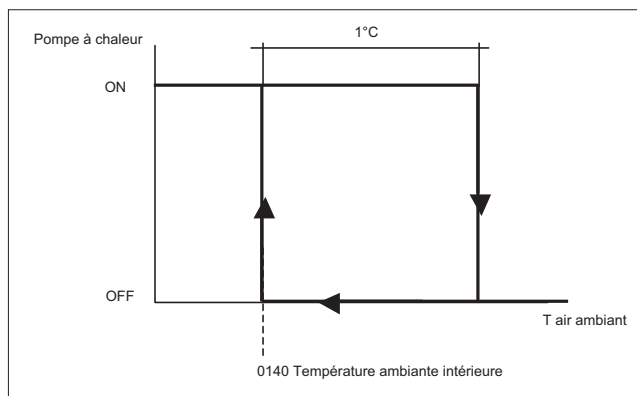 Pompe à chaleur
1°C
ON
OFF
T air ambiant
0140 Température ambiante intérieure